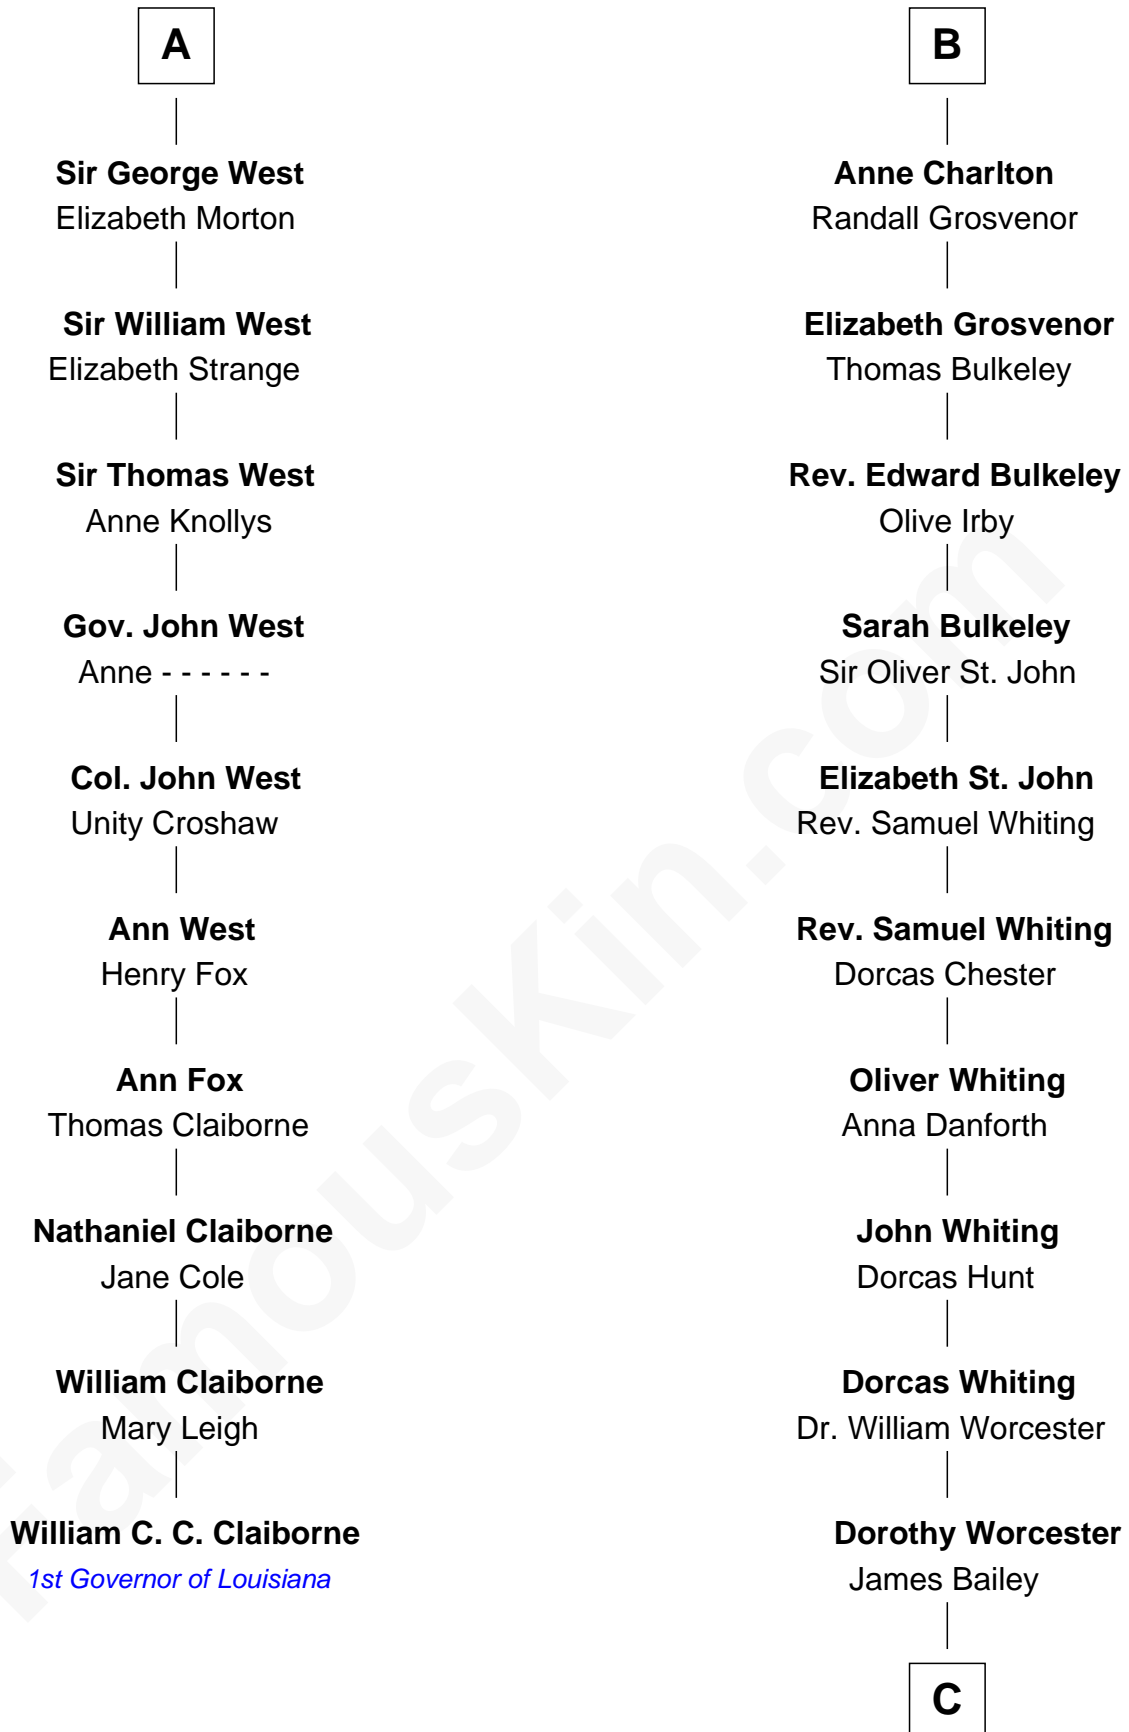 A
Sir George West
Elizabeth Morton
Sir William West
Elizabeth Strange
Sir Thomas West
Anne Knollys
Gov. John West
Anne - - - - - -
Col. John West
Unity Croshaw
Ann West
Henry Fox
Ann Fox
Thomas Claiborne
Nathaniel Claiborne
Jane Cole
William Claiborne
Mary Leigh
William C. C. Claiborne
1st Governor of Louisiana
B
Anne Charlton
Randall Grosvenor
Elizabeth Grosvenor
Thomas Bulkeley
Rev. Edward Bulkeley
Olive Irby
Sarah Bulkeley
Sir Oliver St. John
Elizabeth St. John
Rev. Samuel Whiting
Rev. Samuel Whiting
Dorcas Chester
Oliver Whiting
Anna Danforth
John Whiting
Dorcas Hunt
Dorcas Whiting
Dr. William Worcester
Dorothy Worcester
James Bailey
C
FamousKin.com